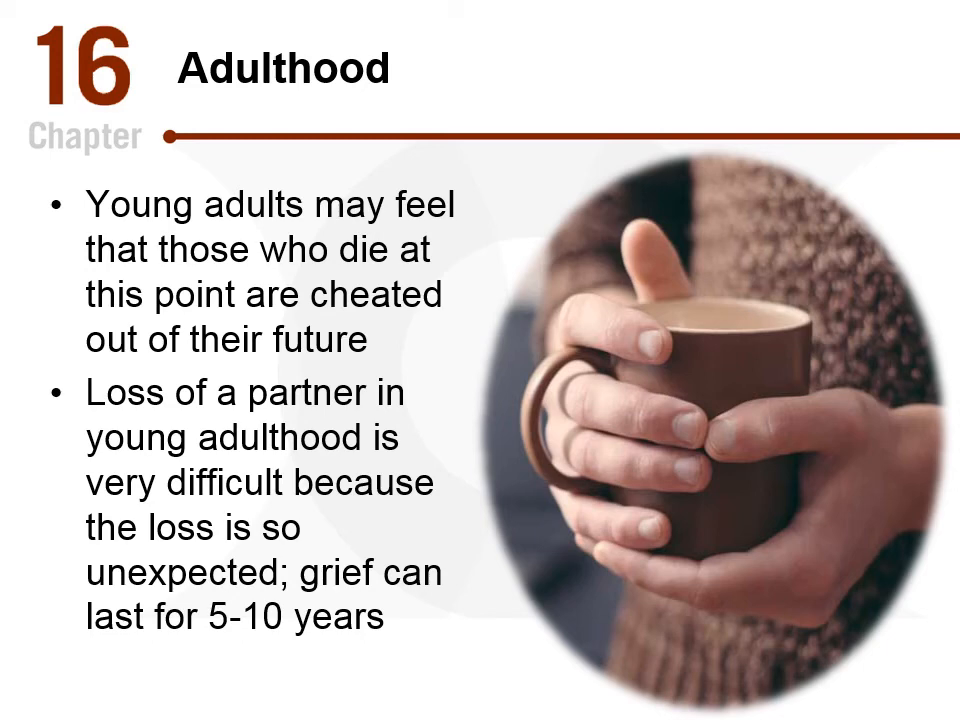 16
Chapter
Adulthood
• Young adults may feel
that those who die at
this point are cheated
out of their future
• Loss of a partner in
young adulthood is
very difficult because
the loss is so
unexpected; grief can
last for 5-10 years